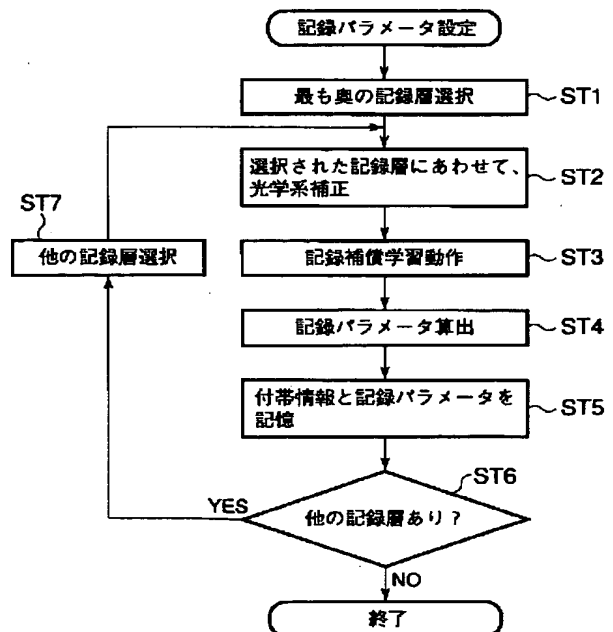 記録パラメータ設定
最も奥の記録層選択
ST1
選択された記録層にあわせて、
光学系補正
ST2
ST7
他の記録層選択
記録補償学習動作
ST3
記録パラメータ算出
ST4
付帯情報と記録パラメータを
記憶
ST5
ST6
YES
他の記録層あり?
NO
終了